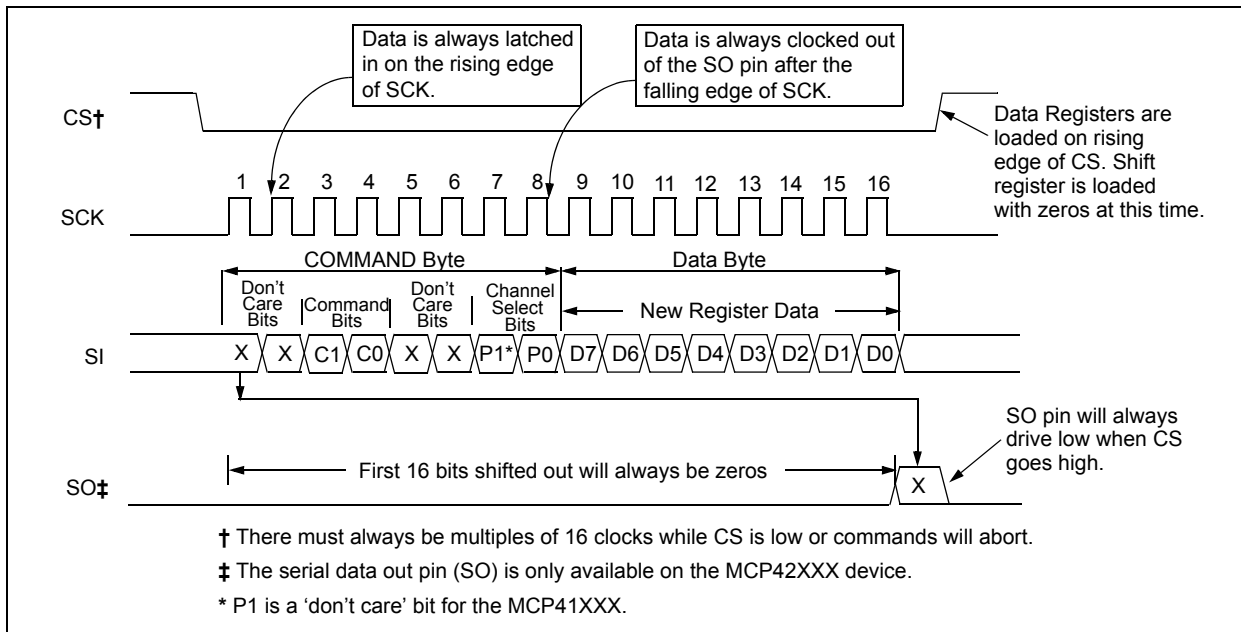 Data is always latched
in on the rising edge
of SCK.
Data is always clocked out
of the SO pin after the
falling edge of SCK.
CS†
Data Registers are
loaded on rising
edge of CS. Shift
register is loaded
with zeros at this time.
1 2 3 4 5 6 7 8 9 10 11 12 13 14 15 16
SCK
COMMAND Byte
Data Byte
Don't
Care
Bits
Command
Bits
Don't
Care
Bits
Channel
Select
Bits
New Register Data
SI
X X C1 C0 X X P1* P0 D7 D6 D5 D4 D3 D2 D1 D0
SO pin will always
drive low when CS
goes high.
First 16 bits shifted out will always be zeros
SO‡
X
† There must always be multiples of 16 clocks while CS is low or commands will abort.
‡ The serial data out pin (SO) is only available on the MCP42XXX device.
* P1 is a 'don't care' bit for the MCP41XXX.